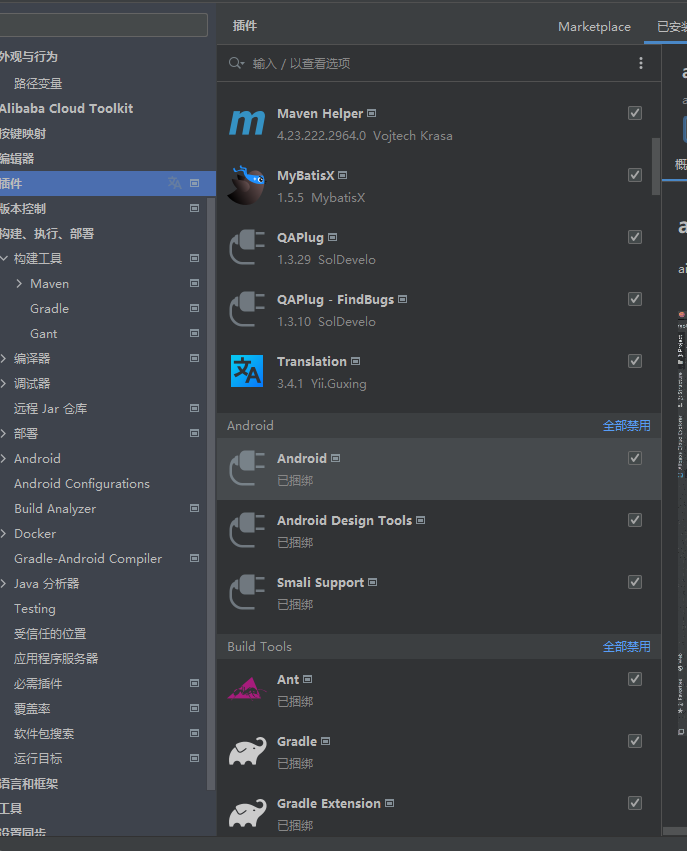 外观与行为
路径变量
Alibaba Cloud Toolkit
按键映射
编辑器
插件
版本控制
构建、执行、部署
构建工具
Maven
Gradle
Gant
编译器
调试器
远程 Jar 仓库
部署
Android
Android Configurations
Build Analyzer
Docker
Gradle-Android Compiler
Java 分析器
Testing
受信任的位置
应用程序服务器
必需插件
覆盖率
软件包搜索
运行目标
语言和框架
工具
设置同步
插件
Marketplace
已安装
输入 / 以查看选项
Maven Helper
4.23.222.2964.0 Vojtech Krasa
MyBatisX
1.5.5 MybatisX
QAPlug
1.3.29 SolDevelo
QAPlug - FindBugs
1.3.10 SolDevelo
Translation
3.4.1 Yii.Guxing
Android 全部禁用
Android
已捆绑
Android Design Tools
已捆绑
Smali Support
已捆绑
Build Tools 全部禁用
Ant
已捆绑
Gradle
已捆绑
Gradle Extension
已捆绑
概